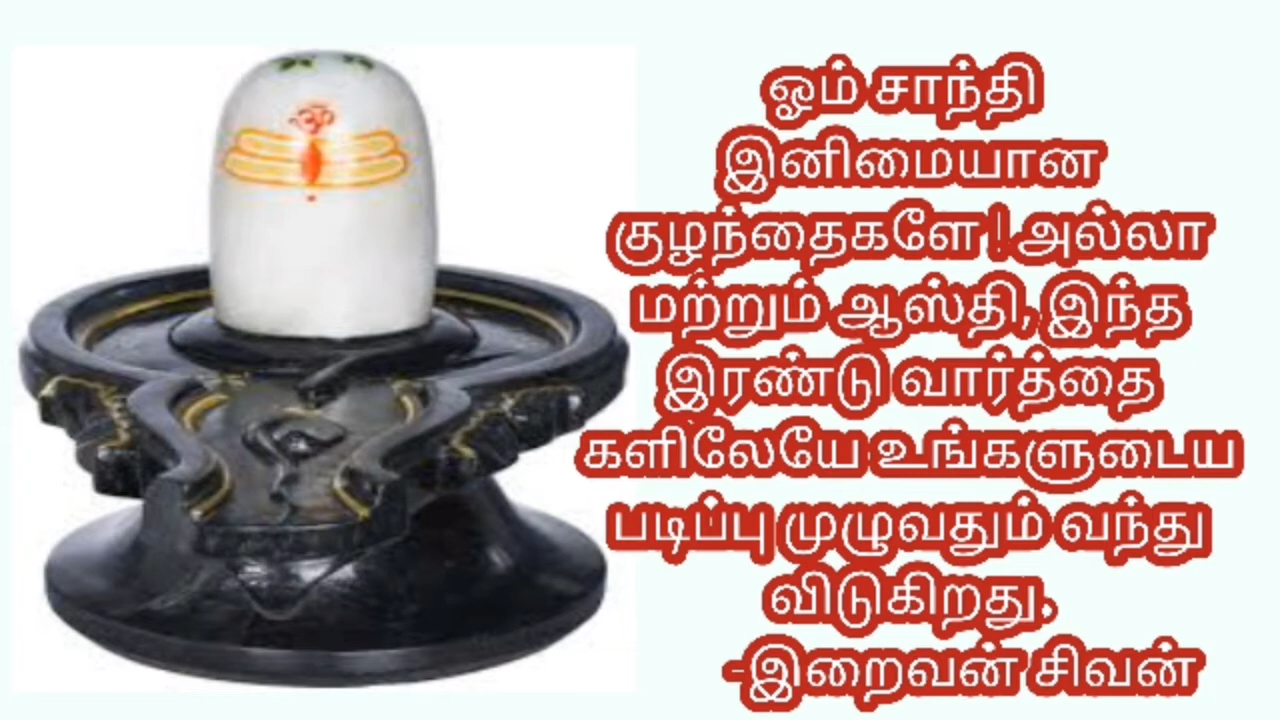 ஓம் சாந்தி
இனிமையான
குழந்தைகளே ! அல்லா
மற்றும் ஆஸ்தி, இந்த
இரண்டு வார்த்தை
களிலேயே உங்களுடைய
படிப்பு முழுவதும் வந்து
விடுகிறது.
-இறைவன் சிவன்
ॐ